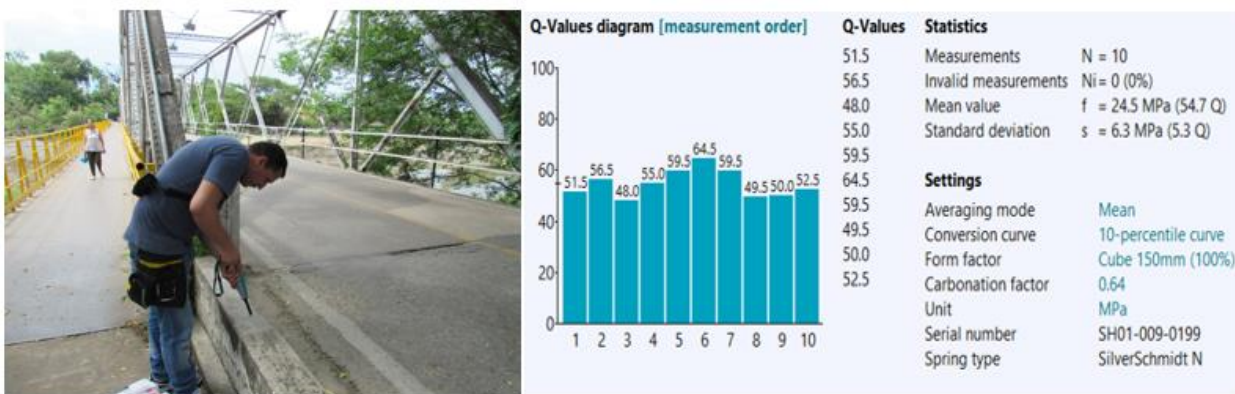 Q-Values diagram [measurement order]
100
80
60
40
20
0
51.5 56.5 48.0 55.0 59.5 64.5 59.5 49.5 50.0 52.5
1 2 3 4 5 6 7 8 9 10
Q-Values
51.5
56.5
48.0
55.0
59.5
64.5
59.5
49.5
50.0
52.5
Statistics
Measurements N = 10
Invalid measurements Ni = 0 (0%)
Mean value f = 24.5 MPa (54.7 Q)
Standard deviation s = 6.3 MPa (5.3 Q)
Settings
Averaging mode Mean
Conversion curve 10-percentile curve
Form factor Cube 150mm (100%)
Carbonation factor 0.64
Unit MPa
Serial number SH01-009-0199
Spring type SilverSchmidt N